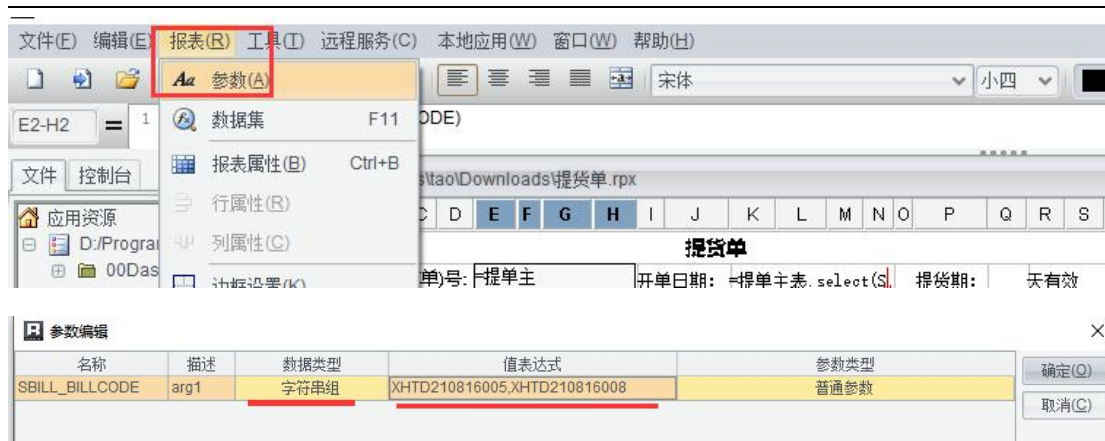 文件(F) 编辑(E) 报表(R) 工具(T) 远程服务(C) 本地应用(W) 窗口(W) 帮助(H)
Aa 参数(A) 宋体 小四
E2-H2 = 1 数据集 F11 ODE)
文件 控制台 报表属性(B) Ctrl+B s\tao\Downloads\提货单.rpx
应用资源 行属性(R) D E F G H I J K L M N O P Q R S
D:/Program 列属性(C) 提货单
00Das 边框设置(K) 单)号: =提单主 开单日期: =提单主表.select(S 提货期: 天有效
参数编辑
名称 描述 数据类型 值表达式 参数类型 确定(O)
SBILL_BILLCODE arg1 字符串组 XHTD210816005,XHTD210816008 普通参数
取消(C)